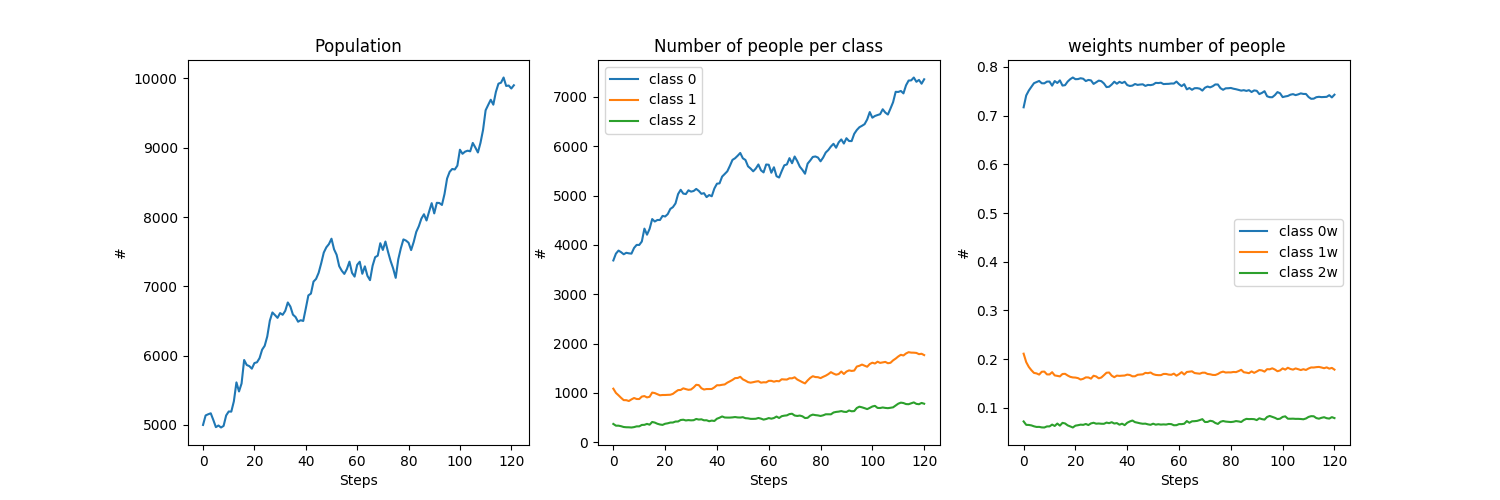 Population
10000
9000
8000
7000
6000
5000
#
0 20 40 60 80 100 120
Steps
Number of people per class
class 0
class 1
class 2
7000
6000
5000
4000
3000
2000
1000
0
#
0 20 40 60 80 100 120
Steps
weights number of people
0.8
0.7
0.6
0.5
0.4
0.3
0.2
0.1
#
class 0w
class 1w
class 2w
0 20 40 60 80 100 120
Steps